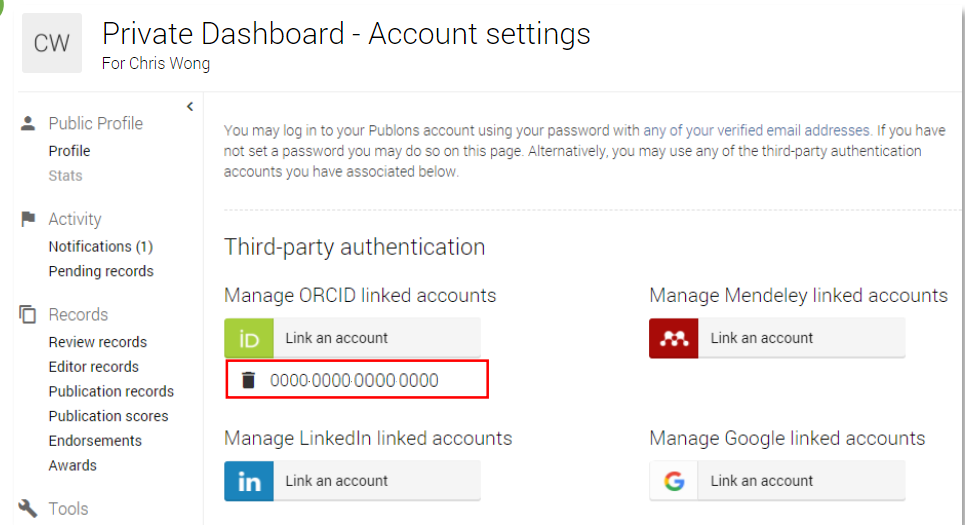 CW
Private Dashboard - Account settings
For Chris Wong
Public Profile
Profile
Stats
Activity
Notifications (1)
Pending records
Records
Review records
Editor records
Publication records
Publication scores
Endorsements
Awards
Tools
You may log in to your Publons account using your password with any of your verified email addresses. If you have
not set a password you may do so on this page. Alternatively, you may use any of the third-party authentication
accounts you have associated below.
Third-party authentication
Manage ORCID linked accounts
iD Link an account
0000-0000-0000-0000
Manage Mendeley linked accounts
Link an account
Manage LinkedIn linked accounts
in Link an account
Manage Google linked accounts
G Link an account